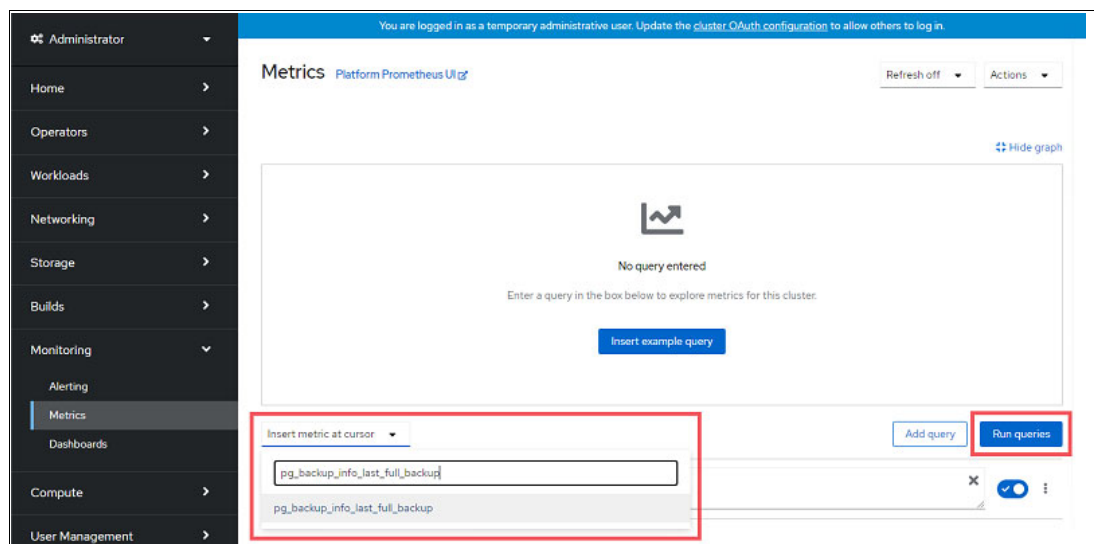 You are logged in as a temporary administrative user. Update the cluster OAuth configuration to allow others to log in.
Administrator
Home
Operators
Workloads
Networking
Storage
Builds
Monitoring
Alerting
Metrics
Dashboards
Compute
User Management
Metrics Platform Prometheus UI
Refresh off
Actions
Hide graph
No query entered
Enter a query in the box below to explore metrics for this cluster.
Insert example query
Insert metric at cursor
Add query
Run queries
pg_backup_info_last_full_backup
pg_backup_info_last_full_backup